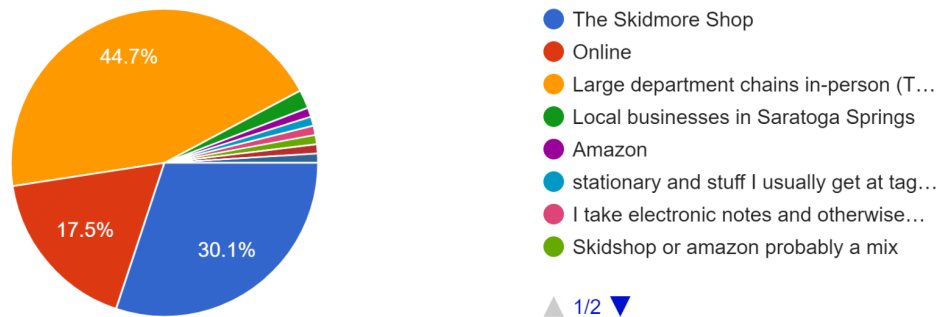 44.7%
17.5%
30.1%
The Skidmore Shop
Online
Large department chains in-person (T…
Local businesses in Saratoga Springs
Amazon
stationary and stuff I usually get at tag…
I take electronic notes and otherwise…
Skidshop or amazon probably a mix
1/2